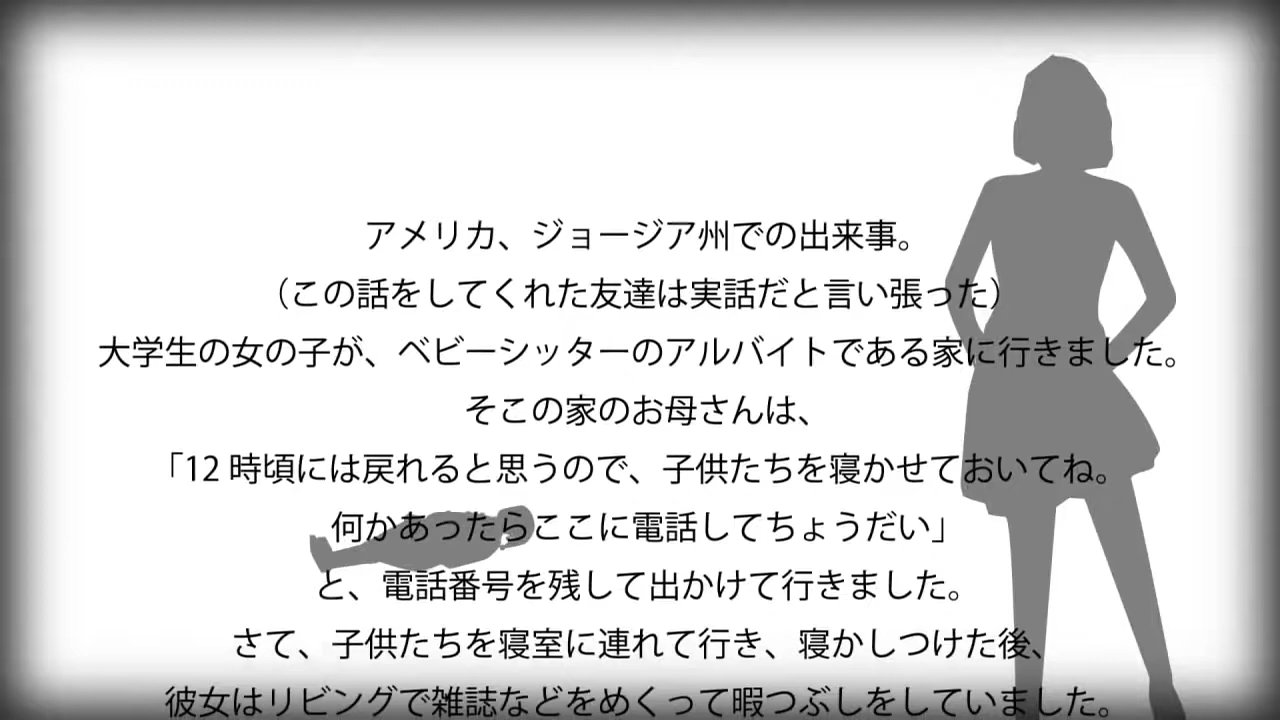 アメリカ、ジョージア州での出来事。
（この話をしてくれた友達は実話だと言い張った）
大学生の女の子が、ベビーシッターのアルバイトである家に行きました。
そこの家のお母さんは、
「12 時頃には戻れると思うので、子供たちを寝かせておいてね。
何かあったらここに電話してちょうだい」
と、電話番号を残して出かけて行きました。
さて、子供たちを寝室に連れて行き、寝かしつけた後、
彼女はリビングで雑誌などをめくって暇つぶしをしていました。